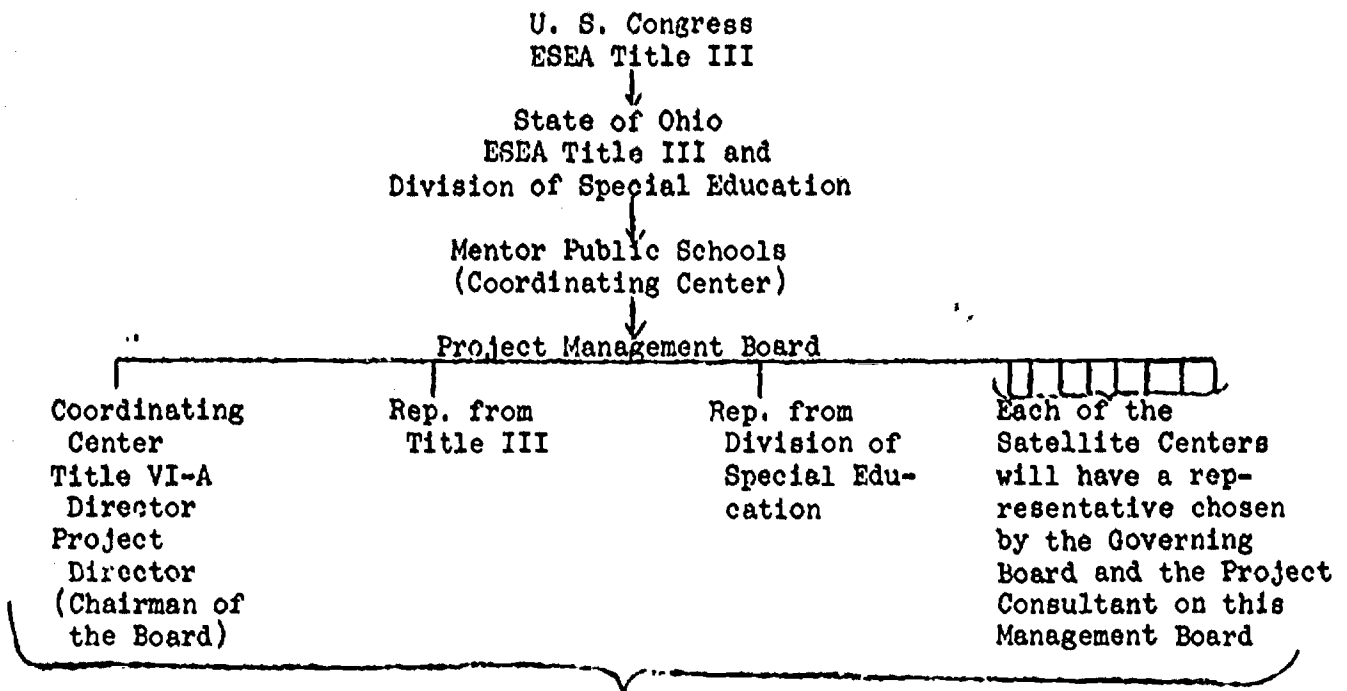 U. S. Congress
ESEA Title III
State of Ohio
ESEA Title III and
Division of Special Education
Mentor Public Schools
(Coordinating Center)
Project Management Board
Coordinating
Center
Title VI-A
Director
Project
Director
(Chairman of
the Board)
Rep. from
Title III
Rep. from
Division of
Special Edu-
cation
Each of the
Satellite Centers
will have a rep-
resentative chosen
by the Governing
Board and the Project
Consultant on this
Management Board